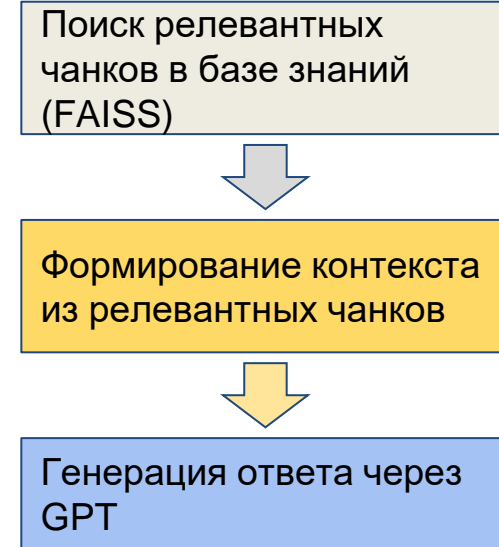 Поиск релевантных
чанков в базе знаний
(FAISS)
Формирование контекста
из релевантных чанков
Генерация ответа через
GPT